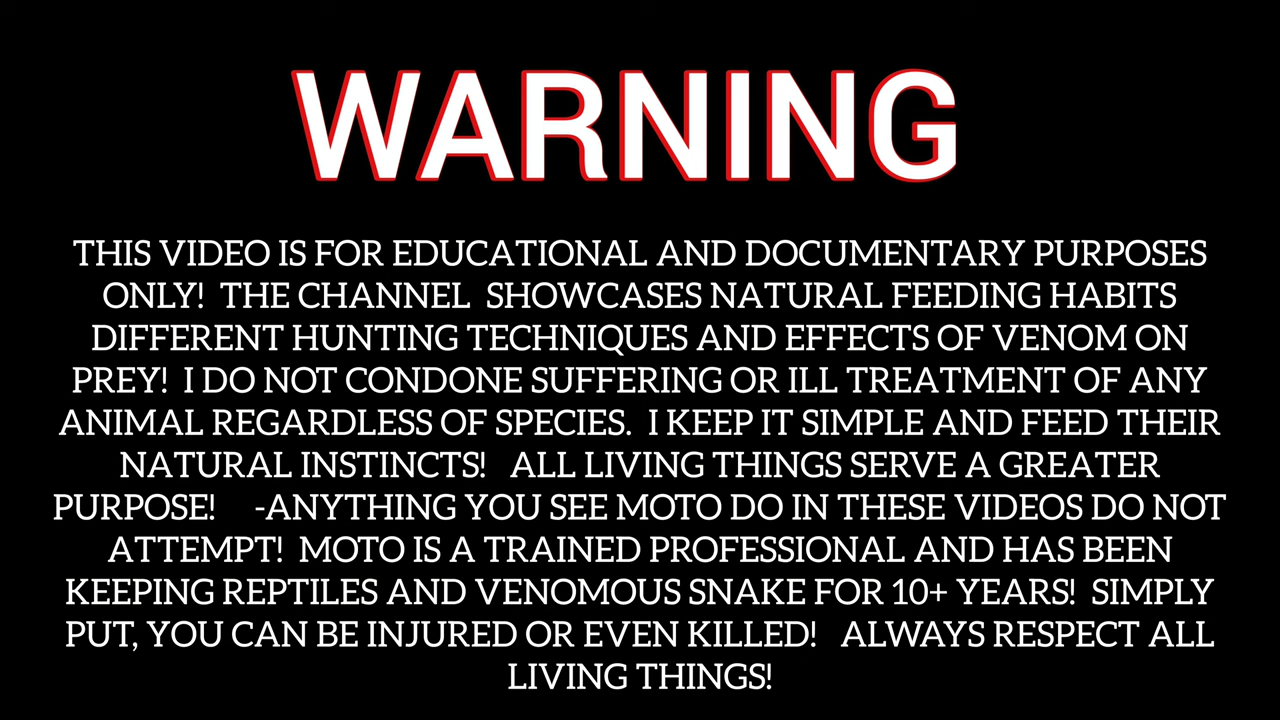 WARNING
THIS VIDEO IS FOR EDUCATIONAL AND DOCUMENTARY PURPOSES
ONLY!  THE CHANNEL  SHOWCASES NATURAL FEEDING HABITS
DIFFERENT HUNTING TECHNIQUES AND EFFECTS OF VENOM ON
PREY!  I DO NOT CONDONE SUFFERING OR ILL TREATMENT OF ANY
ANIMAL REGARDLESS OF SPECIES.  I KEEP IT SIMPLE AND FEED THEIR
NATURAL INSTINCTS!   ALL LIVING THINGS SERVE A GREATER
PURPOSE!     -ANYTHING YOU SEE MOTO DO IN THESE VIDEOS DO NOT
ATTEMPT!  MOTO IS A TRAINED PROFESSIONAL AND HAS BEEN
KEEPING REPTILES AND VENOMOUS SNAKE FOR 10+ YEARS!  SIMPLY
PUT, YOU CAN BE INJURED OR EVEN KILLED!   ALWAYS RESPECT ALL
LIVING THINGS!